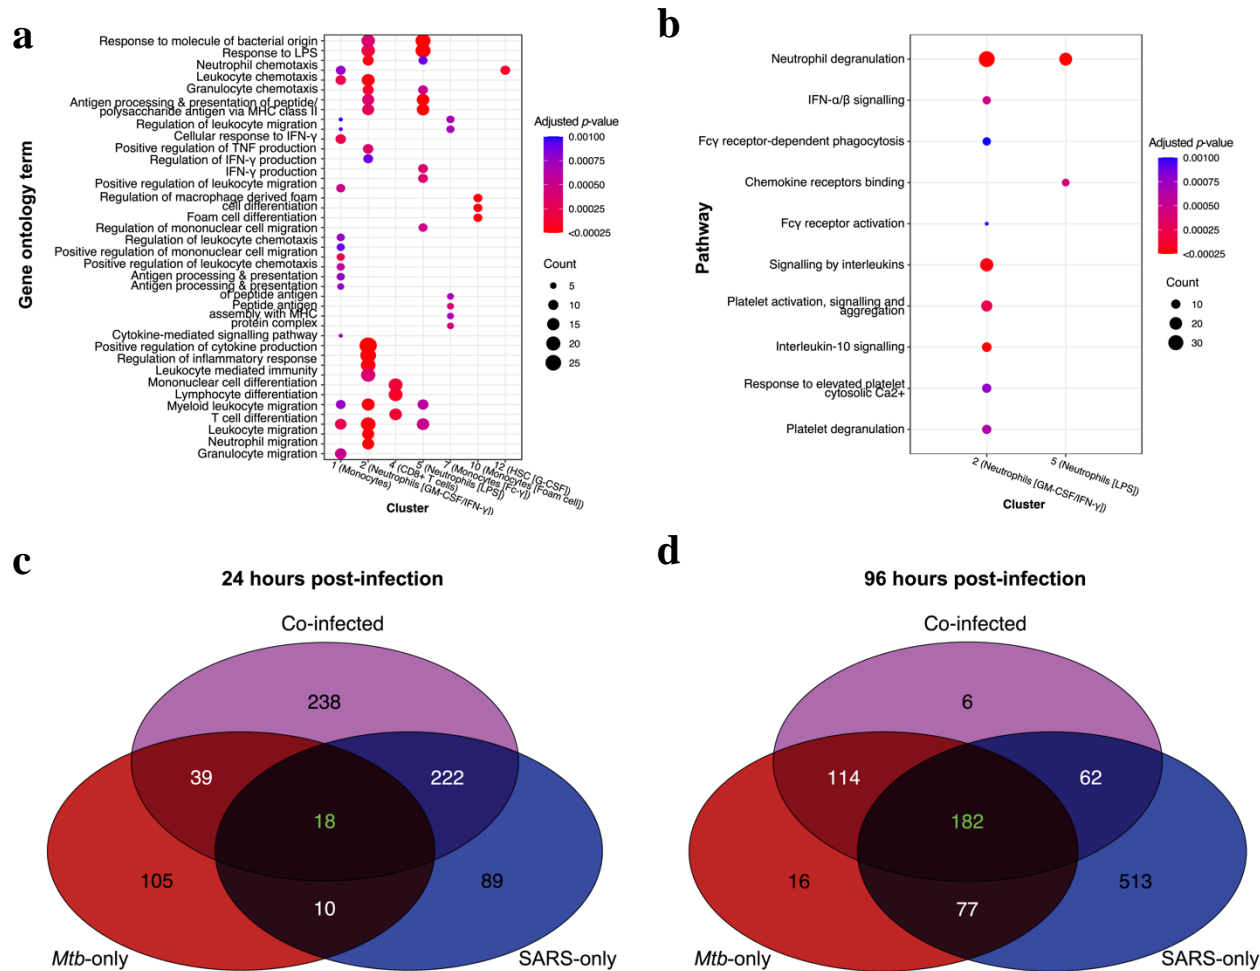 a
Gene ontology term
Response to molecule of bacterial origin
Response to LPS
Neutrophil chemotaxis
Leukocyte chemotaxis
Granulocyte chemotaxis
Antigen processing & presentation of peptide/
polysaccharide antigen via MHC class II
Regulation of leukocyte migration
Cellular response to IFN-γ
Positive regulation of TNF production
Regulation of IFN-γ production
IFN-γ production
Positive regulation of leukocyte migration
Regulation of macrophage derived foam
cell differentiation
Foam cell differentiation
Regulation of mononuclear cell migration
Regulation of leukocyte chemotaxis
Positive regulation of mononuclear cell migration
Positive regulation of leukocyte chemotaxis
Antigen processing & presentation
Antigen processing & presentation
of peptide antigen
Peptide antigen
assembly with MHC
protein complex
Cytokine-mediated signalling pathway
Positive regulation of cytokine production
Regulation of inflammatory response
Leukocyte mediated immunity
Mononuclear cell differentiation
Lymphocyte differentiation
Myeloid leukocyte migration
T cell differentiation
Leukocyte migration
Neutrophil migration
Granulocyte migration
1 (Monocytes)
2 (Neutrophils [GM-CSF/IFN-γ])
4 (CD8+ T cells)
5 (Neutrophils [LPS])
7 (Monocytes [Fc-γ])
10 (Monocytes [Foam cell])
12 (HSC [G-CSF])
Cluster
Adjusted p-value
0.00100
0.00075
0.00050
0.00025
<0.00025
Count
5
10
15
20
25
b
Pathway
Neutrophil degranulation
IFN-α/β signalling
Fcγ receptor-dependent phagocytosis
Chemokine receptors binding
Fcγ receptor activation
Signalling by interleukins
Platelet activation, signalling and
aggregation
Interleukin-10 signalling
Response to elevated platelet
cytosolic Ca2+
Platelet degranulation
2 (Neutrophils [GM-CSF/IFN-γ])
5 (Neutrophils [LPS])
Cluster
Adjusted p-value
0.00100
0.00075
0.00050
0.00025
<0.00025
Count
10
20
30
c
24 hours post-infection
Co-infected
238
39
222
18
105
89
10
Mtb-only
SARS-only
d
96 hours post-infection
Co-infected
6
114
62
182
16
513
77
Mtb-only
SARS-only